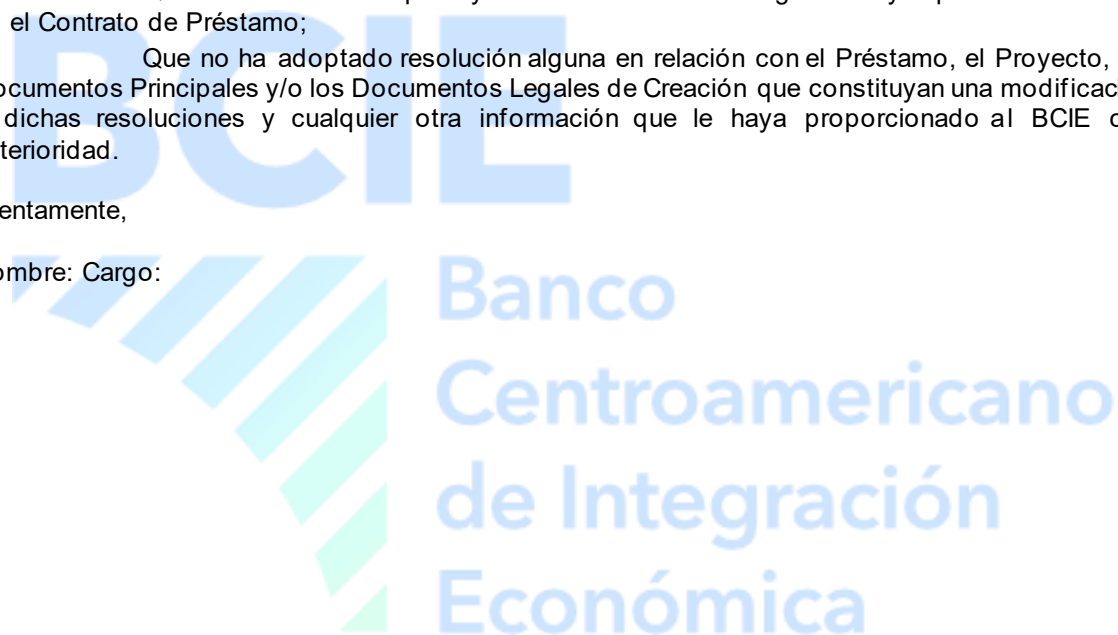 el Contrato de Préstamo;
Que no ha adoptado resolución alguna en relación con el Préstamo, el Proyecto,
ocumentos Principales y/o los Documentos Legales de Creación que constituyan una modificac
dichas resoluciones y cualquier otra información que le haya proporcionado al BCIE
terioridad.
entamente,
ombre: Cargo:
BCIE
Banco
Centroamericano
de Integración
Económica